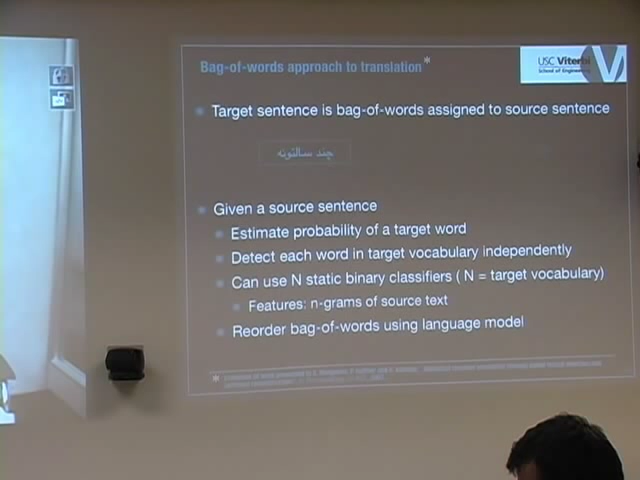 Bag-of-words approach to translation*
USC Viterbi
School of Engineering
Target sentence is bag-of-words assigned to source sentence
چند سالتونه
Given a source sentence
Estimate probability of a target word
Detect each word in target vocabulary independently
Can use N static binary classifiers ( N = target vocabulary)
Features: n-grams of source text
Reorder bag-of-words using language model